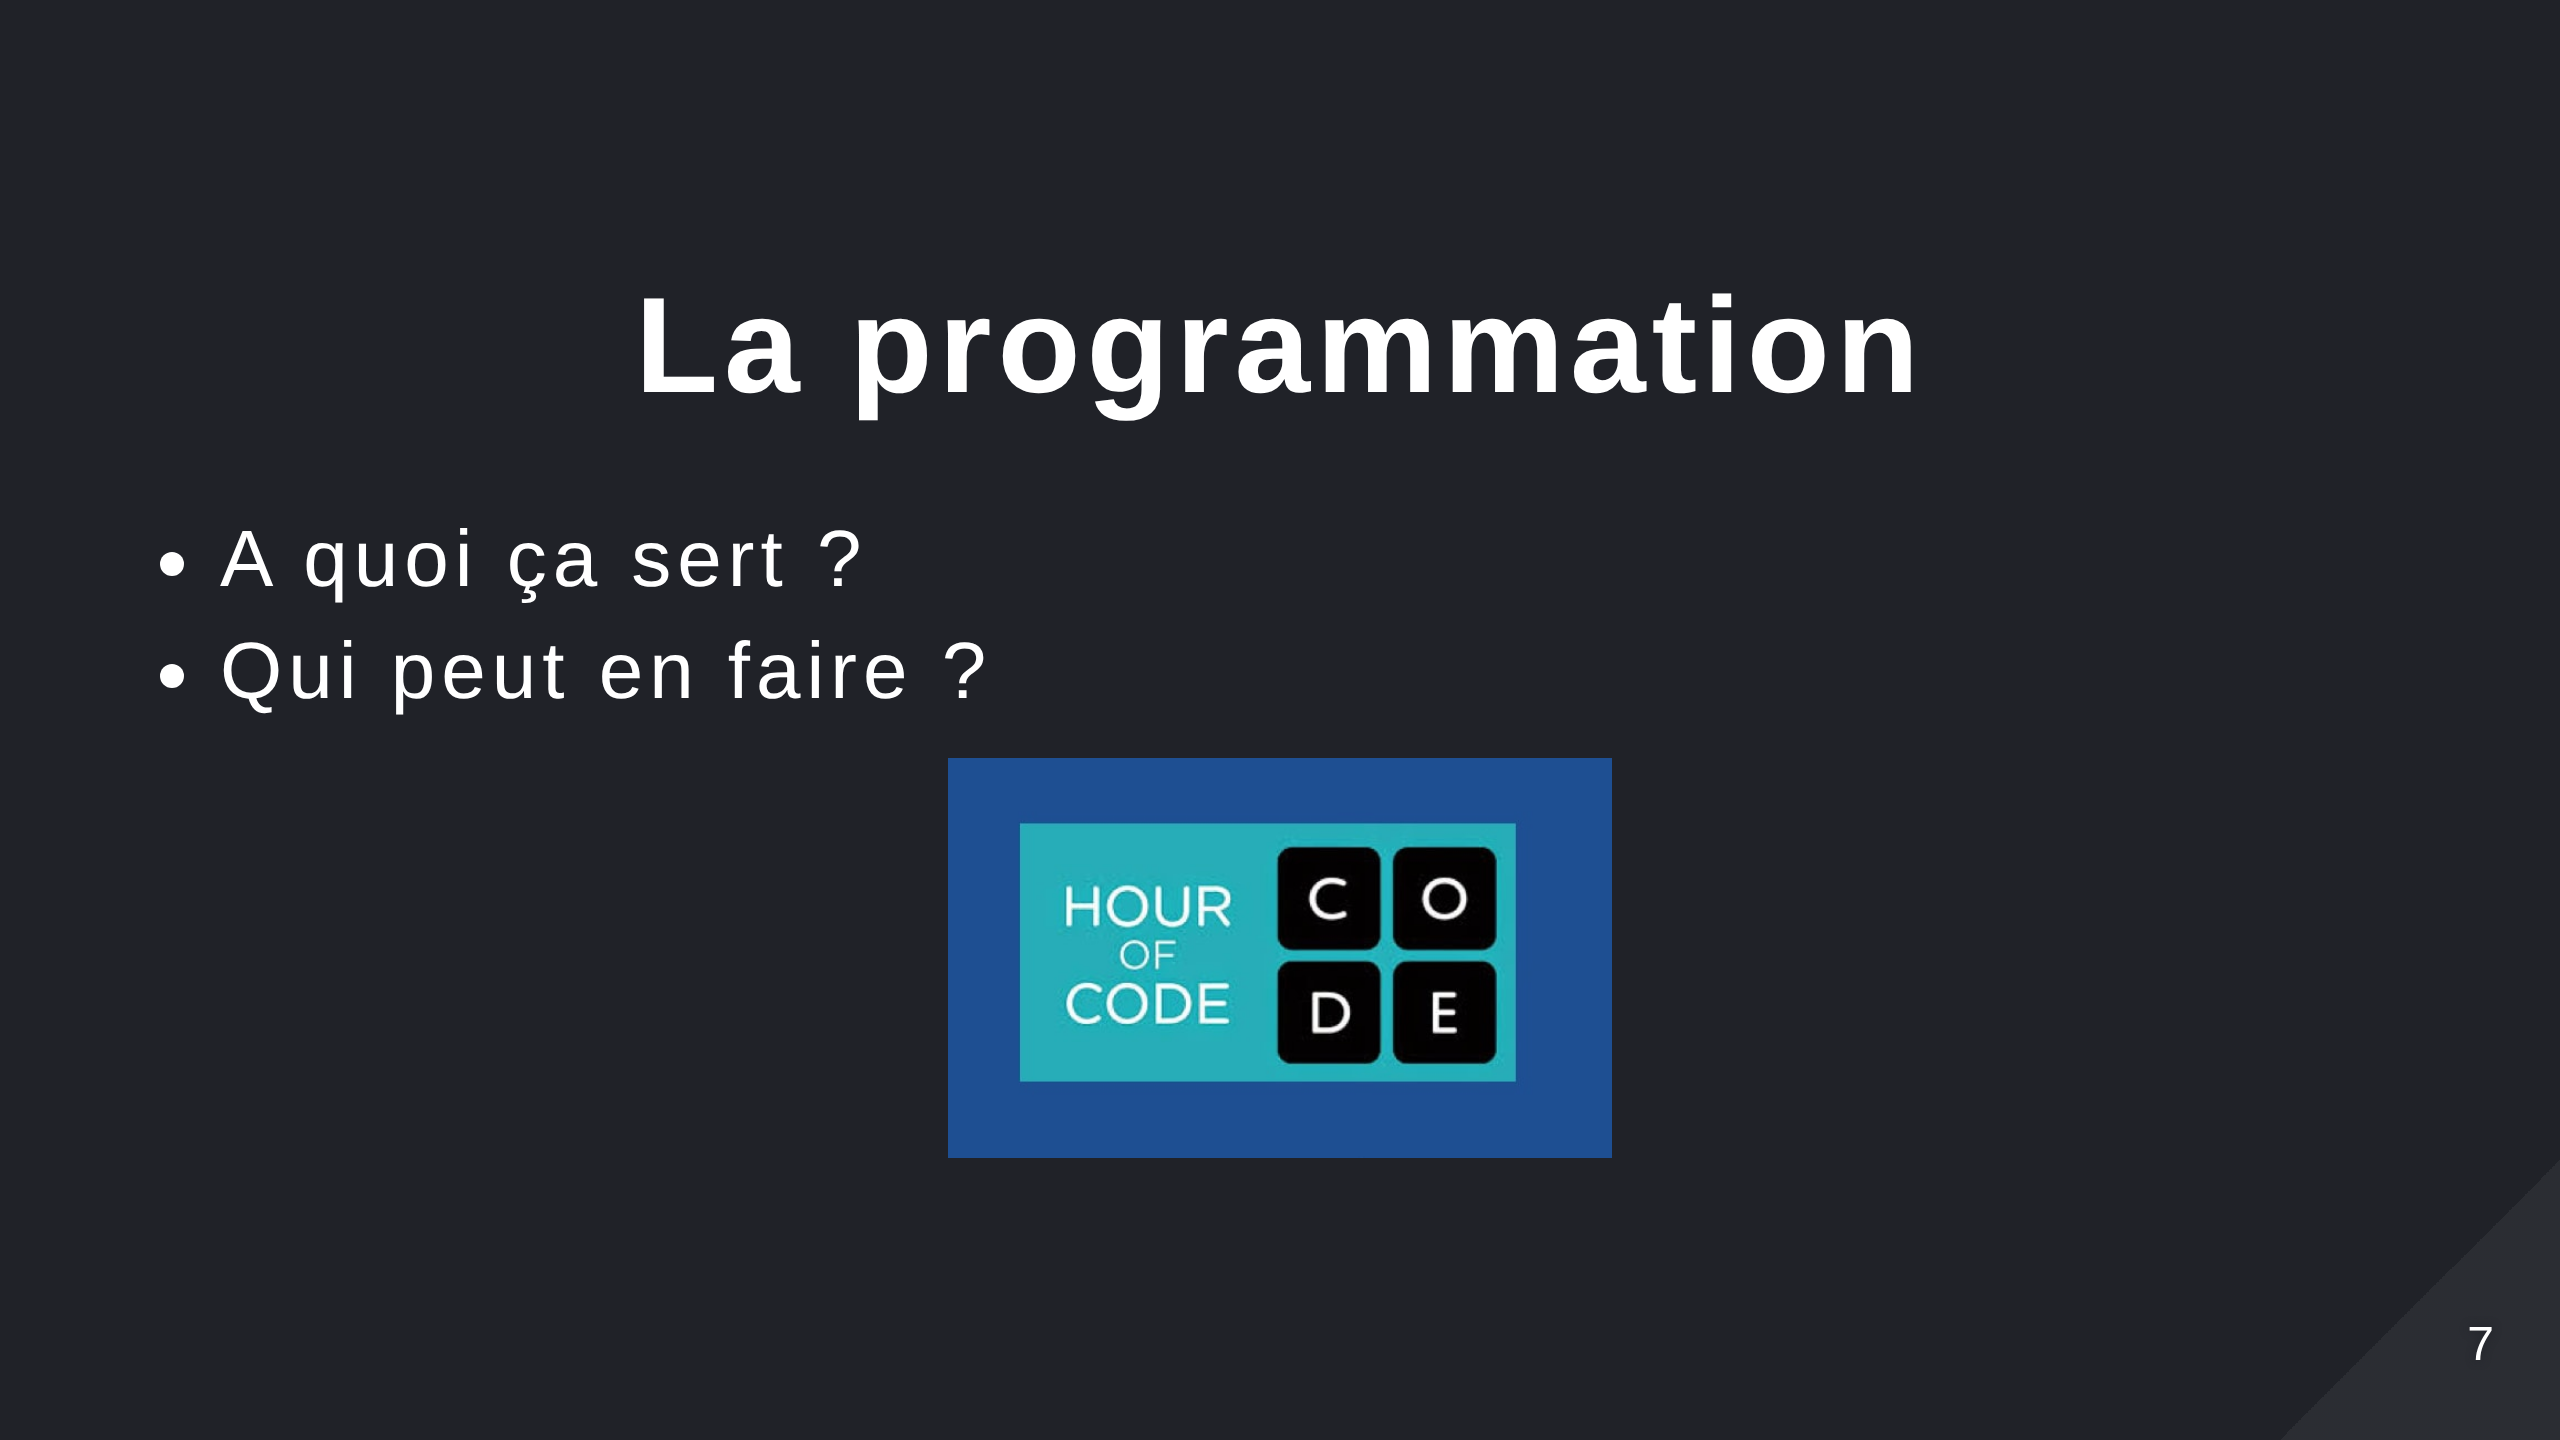 La programmation
• A quoi ça sert ?
• Qui peut en faire ?
HOUR
OF
CODE
C O
D E
7